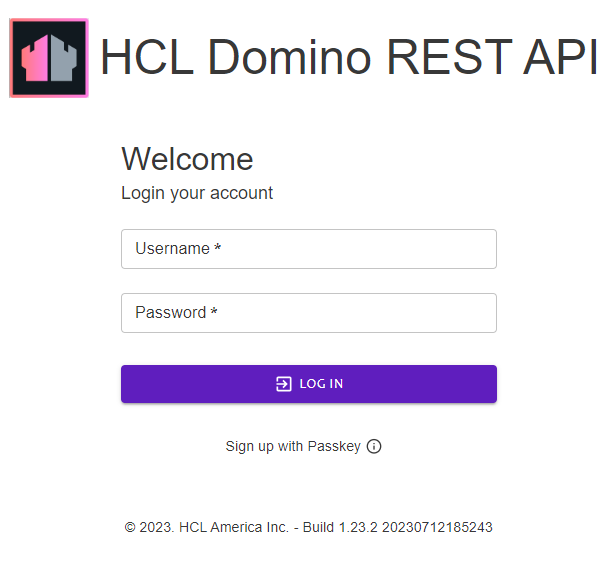 HCL Domino REST API
Welcome
Login your account
Username *
Password *
LOG IN
Sign up with Passkey
© 2023. HCL America Inc. - Build 1.23.2 20230712185243